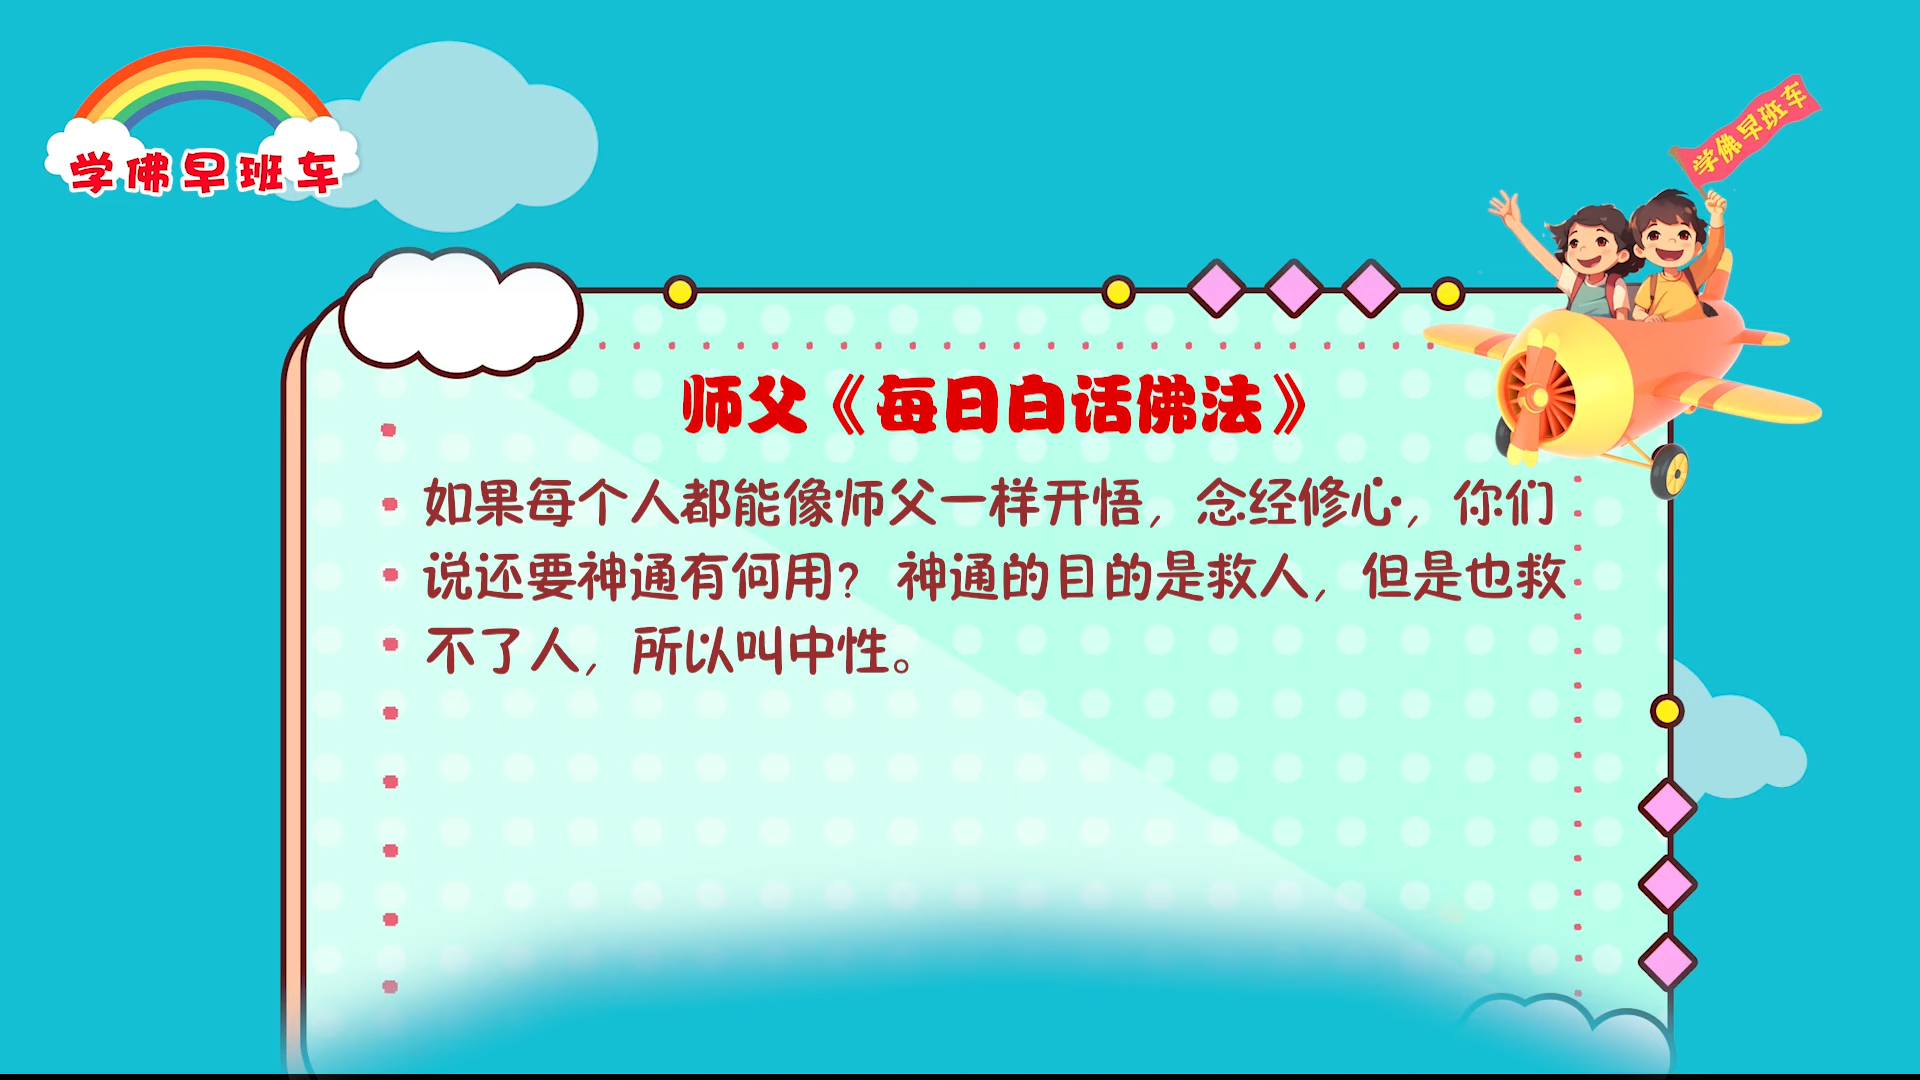 学佛早班车
学佛早班车
师父《每日白话佛法》
如果每个人都能像师父一样开悟，念经修心，你们
说还要神通有何用？ 神通的目的是救人，但是也救
不了人，所以叫中性。